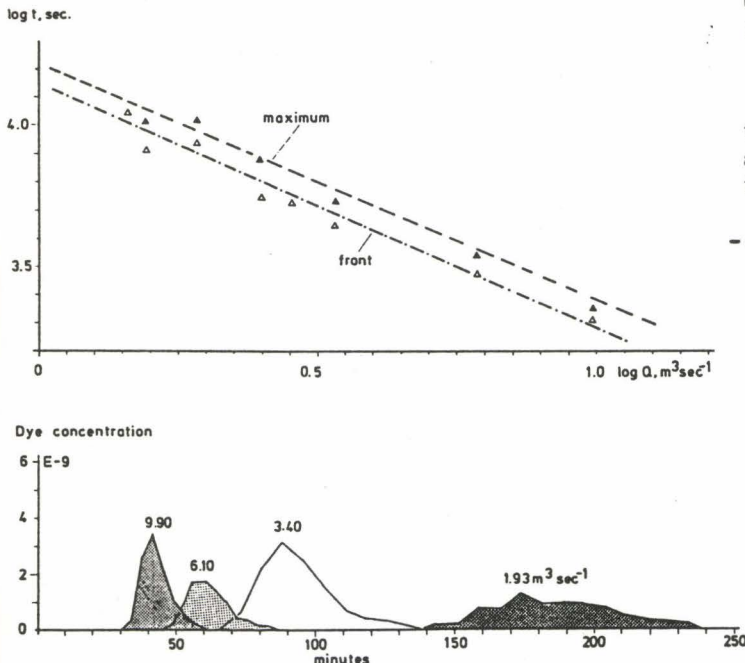 log t, sec.
4.0
maximum
3.5
front
0
0.5
1.0
log Q, m³sec⁻¹
Dye concentration
6
E-9
9.90
3.40
4
6.10
1.93 m³ sec⁻¹
2
0
50
100
150
200
250
minutes